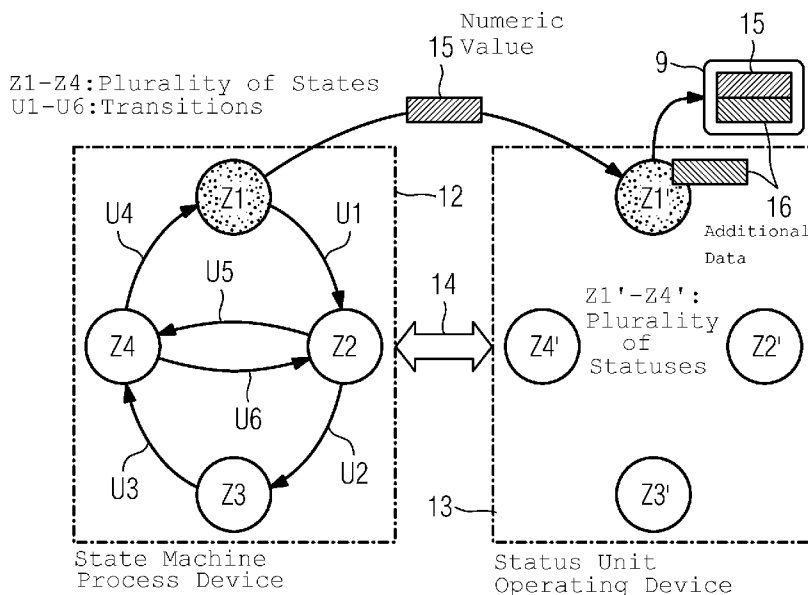 Numeric
Value
15
15
9
Z1-Z4:Plurality of States
U1-U6:Transitions
Z1
12
Z1'
16
Additional
Data
U4
U1
U5
14
Z1'-Z4':
Plurality
of
Statuses
Z4
Z2
Z4'
Z2'
U6
U3
U2
Z3
13
Z3'
State Machine
Process Device
Status Unit
Operating Device